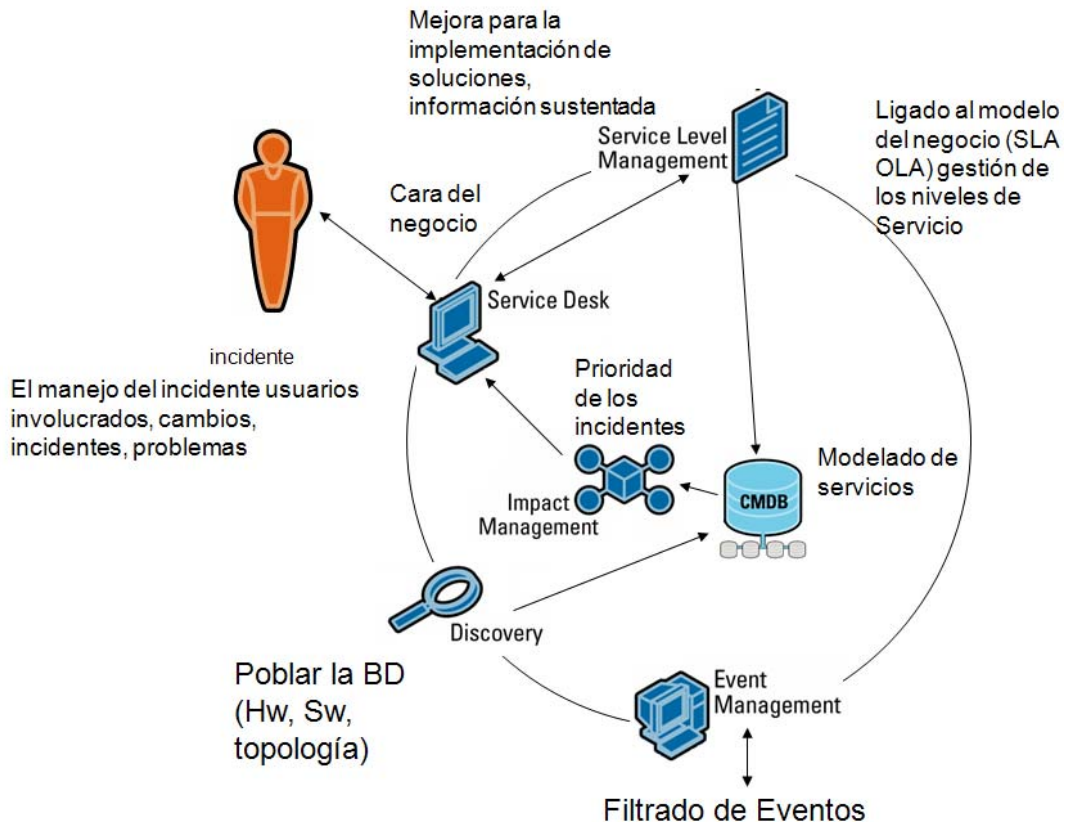 Mejora para la
implementación de
soluciones,
información sustentada
Service Level
Management
Ligado al modelo
del negocio (SLA
OLA) gestión de
los niveles de
Servicio
Cara del
negocio
Service Desk
incidente
El manejo del incidente usuarios
involucrados, cambios,
incidentes, problemas
Prioridad
de los
incidentes
Impact
Management
CMDB
Modelado de
servicios
Discovery
Poblar la BD
(Hw, Sw,
topología)
Event
Management
Filtrado de Eventos